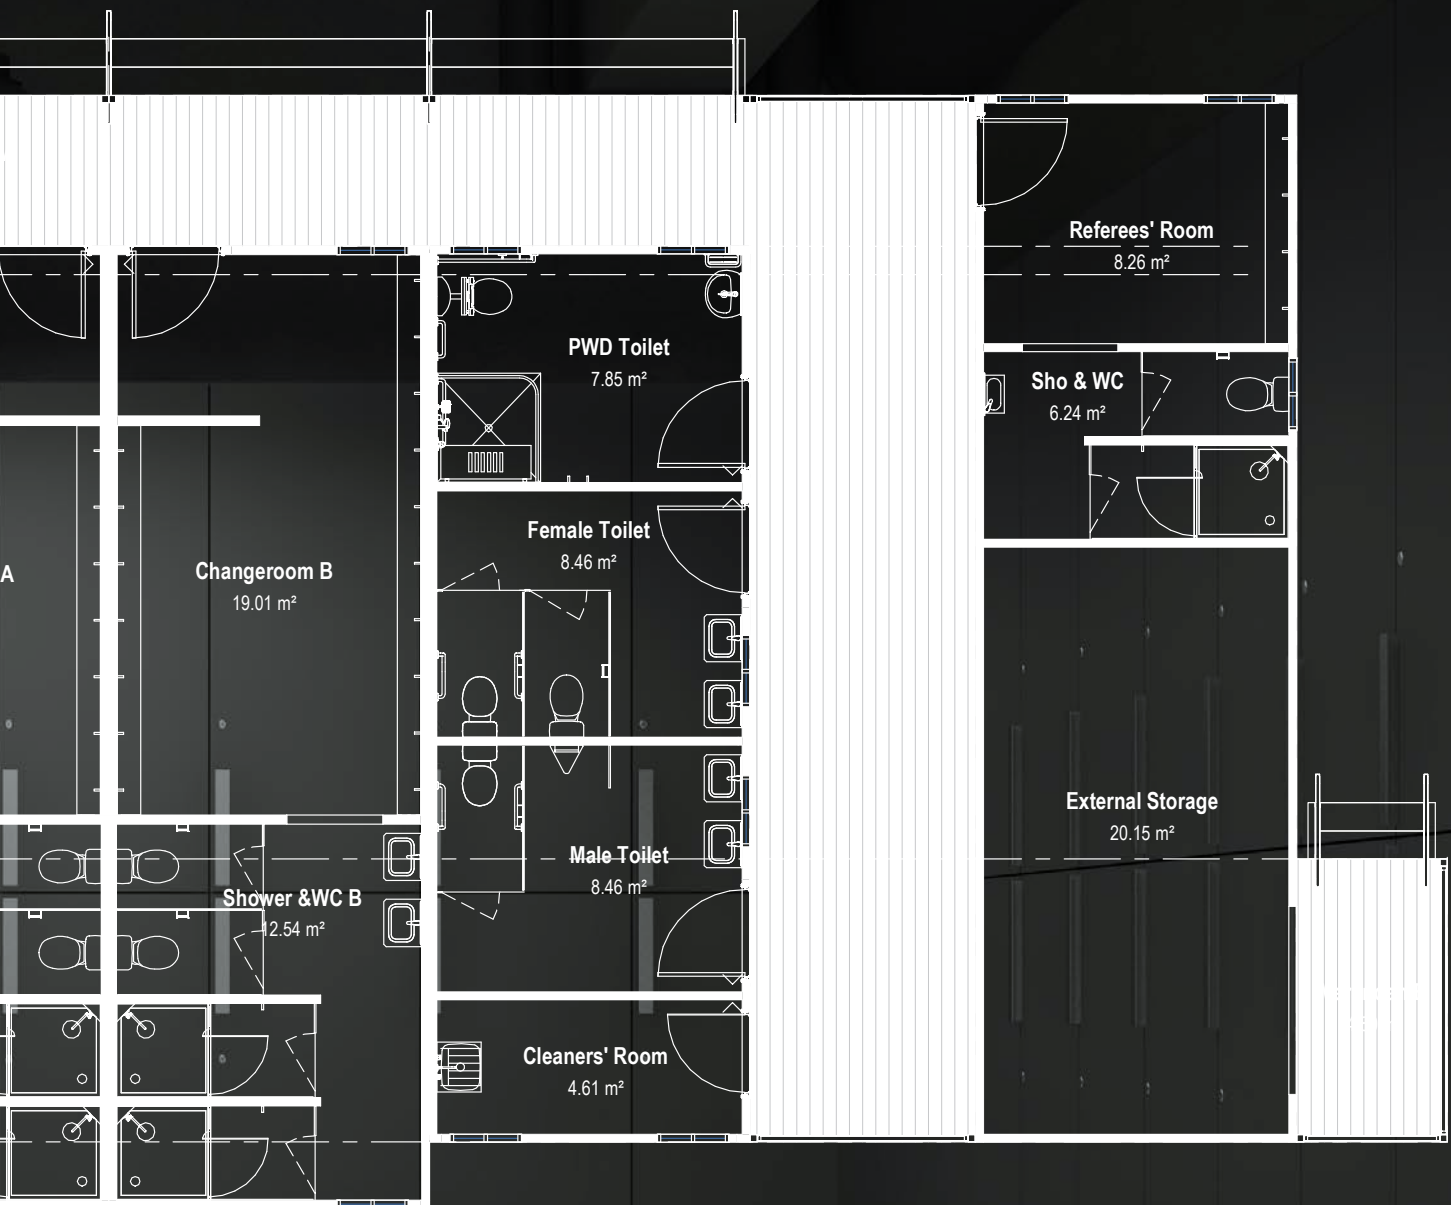 Referees' Room
8.26 m²
PWD Toilet
7.85 m²
Sho & WC
6.24 m²
Female Toilet
8.46 m²
A
Changeroom B
19.01 m²
External Storage
20.15 m²
Male Toilet
8.46 m²
Shower &WC B
12.54 m²
Cleaners' Room
4.61 m²